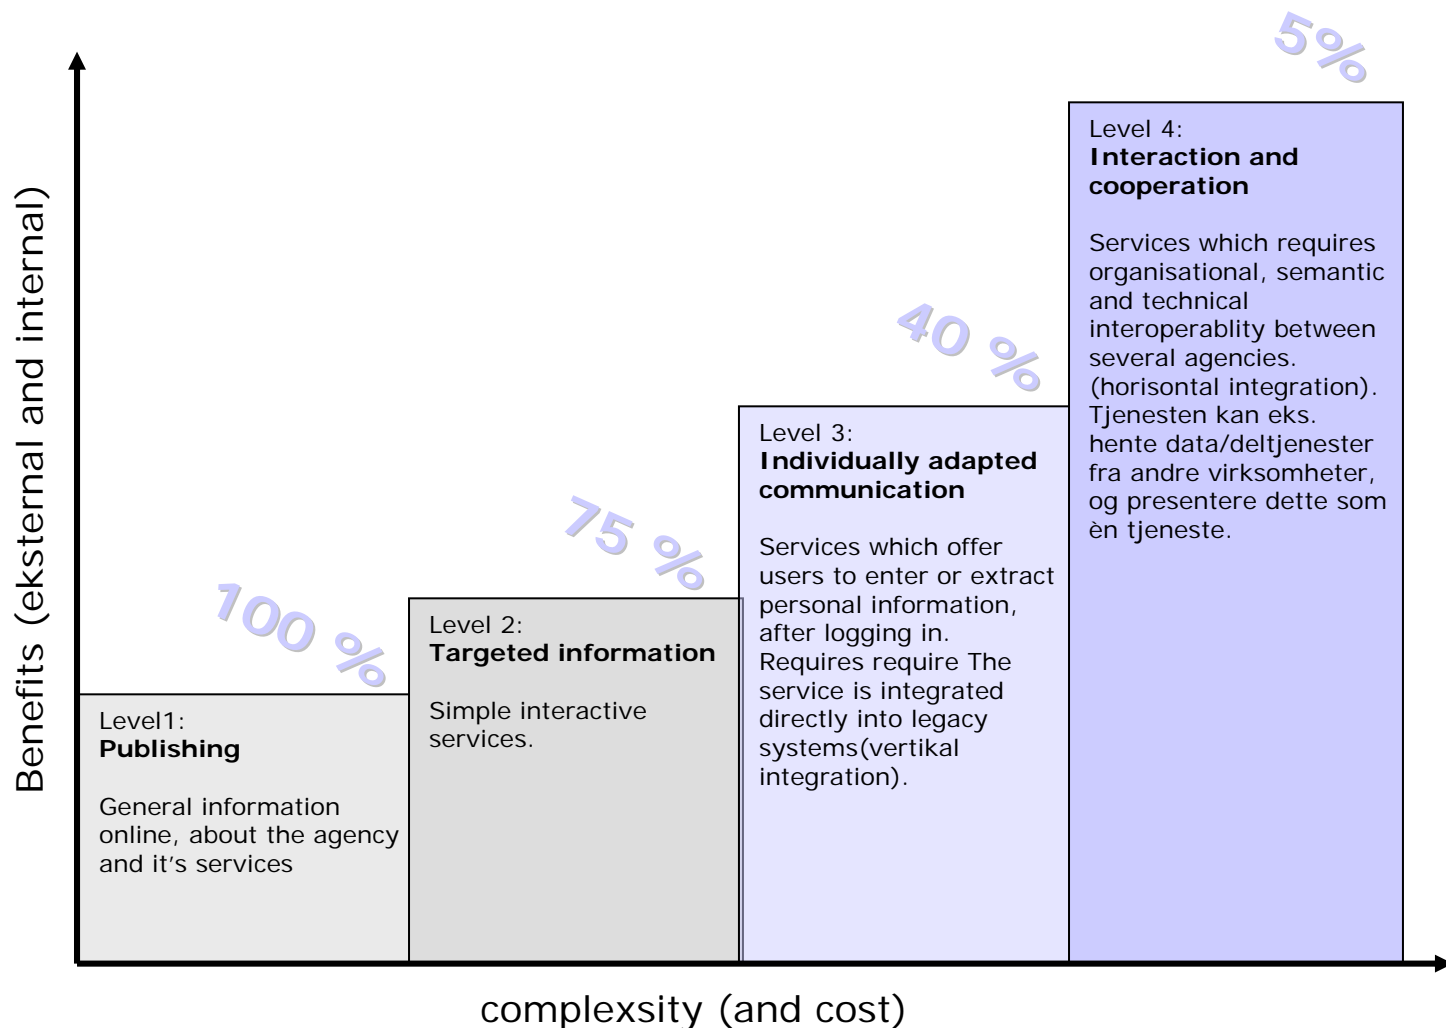 5%
Level 4:
Interaction and
cooperation
Services which requires
organisational, semantic
and technical
interoperablity between
several agencies.
(horisontal integration).
Tjenesten kan eks.
hente data/deltjenester
fra andre virksomheter,
og presentere dette som
èn tjeneste.
40 %
Level 3:
Individually adapted
communication
Services which offer
users to enter or extract
personal information,
after logging in.
Requires require The
service is integrated
directly into legacy
systems(vertikal
integration).
75 %
Level 2:
Targeted information
Simple interactive
services.
100 %
Level1:
Publishing
General information
online, about the agency
and it's services
Benefits (eksternal and internal)
complexsity (and cost)